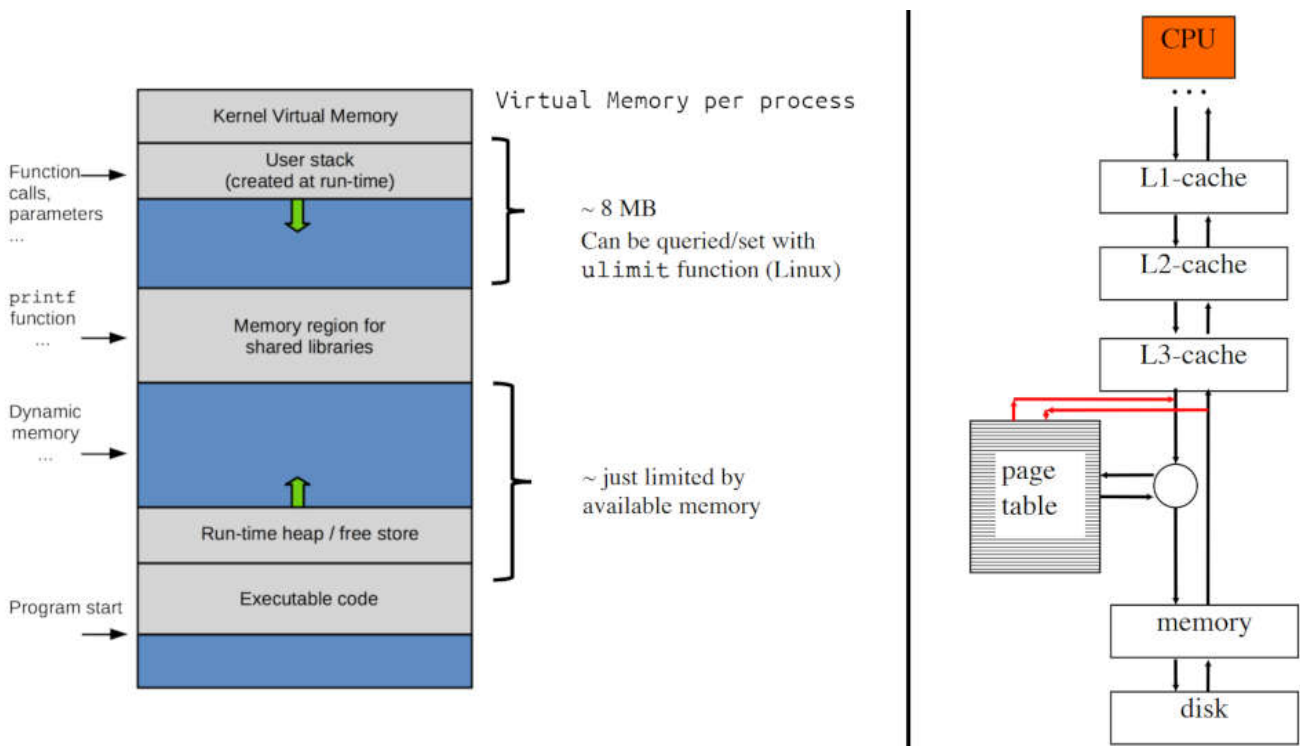 Virtual Memory per process
Kernel Virtual Memory
User stack
(created at run-time)
Function
calls,
parameters
...
~ 8 MB
Can be queried/set with
ulimit function (Linux)
printf
function
...
Memory region for
shared libraries
Dynamic
memory
...
~ just limited by
available memory
Run-time heap / free store
Executable code
Program start
CPU
...
L1-cache
L2-cache
L3-cache
page
table
memory
disk